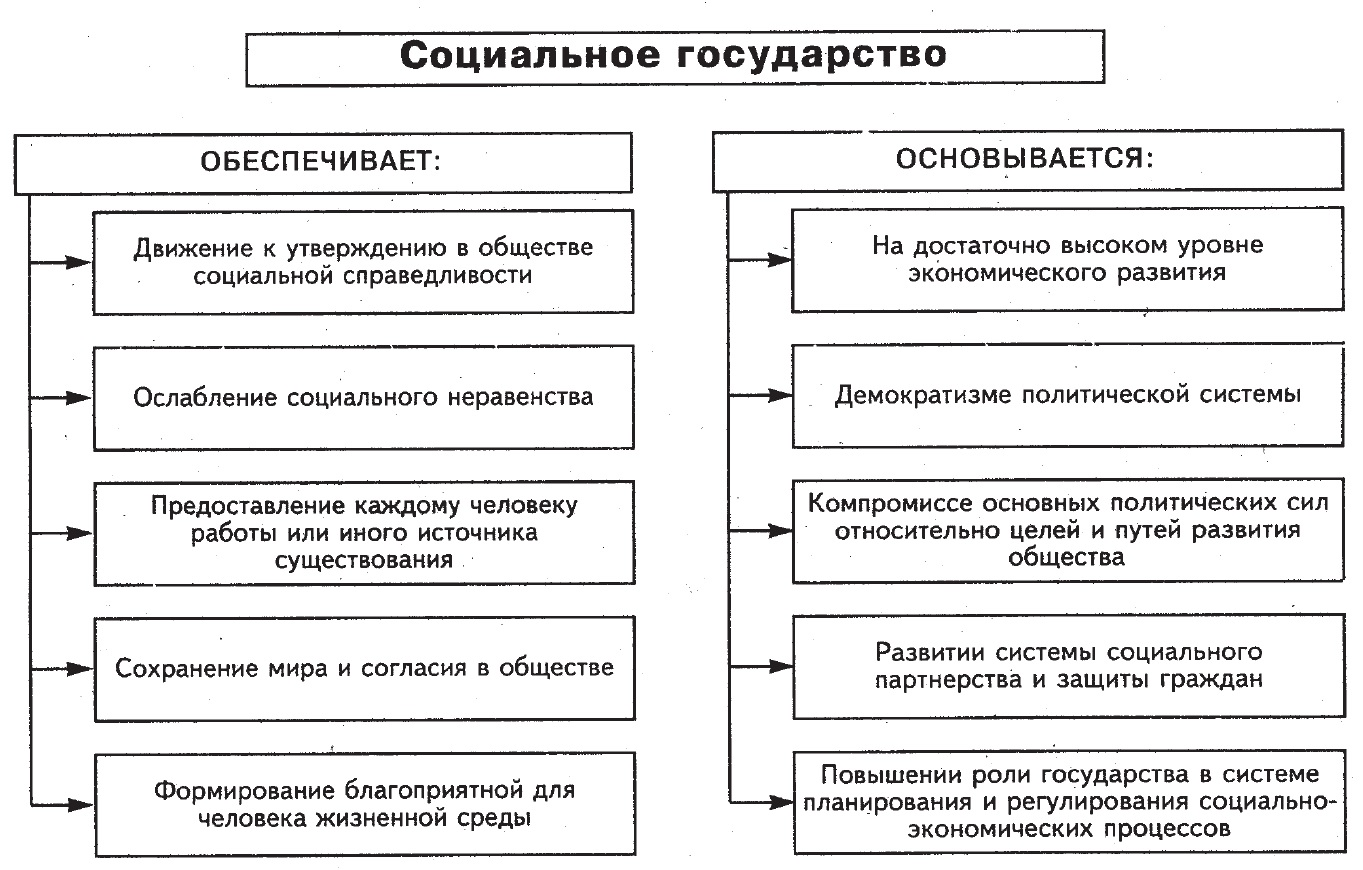 Социальное государство
ОБЕСПЕЧИВАЕТ:
Движение к утверждению в обществе
социальной справедливости
Ослабление социального неравенства
Предоставление каждому человеку
работы или иного источника
существования
Сохранение мира и согласия в обществе
Формирование благоприятной для
человека жизненной среды
ОСНОВЫВАЕТСЯ:
На достаточно высоком уровне
экономического развития
Демократизме политической системы
Компромиссе основных политических сил
относительно целей и путей развития
общества
Развитии системы социального
партнерства и защиты граждан
Повышении роли государства в системе
планирования и регулирования социально-
экономических процессов